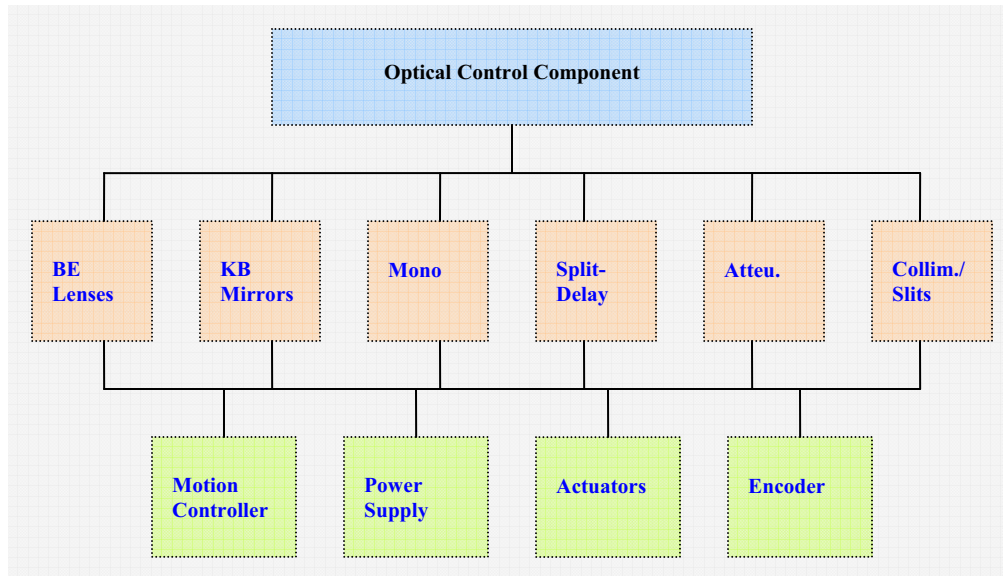 Optical Control Component
BE
Lenses
KB
Mirrors
Mono
Split-
Delay
Atteu.
Collim./
Slits
Motion
Controller
Power
Supply
Actuators
Encoder